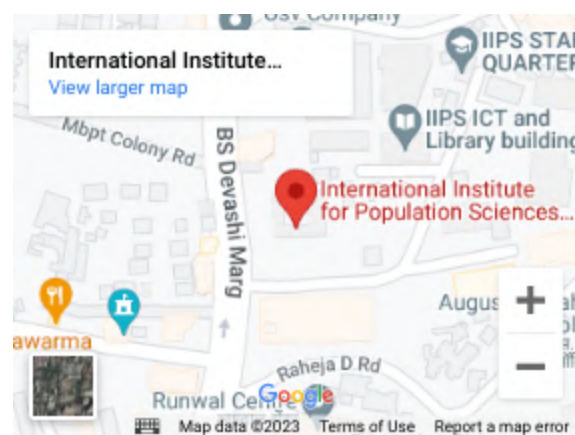 Usv Company
International Institute...
View larger map
IIPS STAF
QUARTER
Mbpt Colony Rd
BS Devashi Marg
IIPS ICT and
Library building
International Institute
for Population Sciences...
Augus
awarma
Raheja D Rd
Runwal Centre
Google
Map data ©2023
Terms of Use
Report a map error